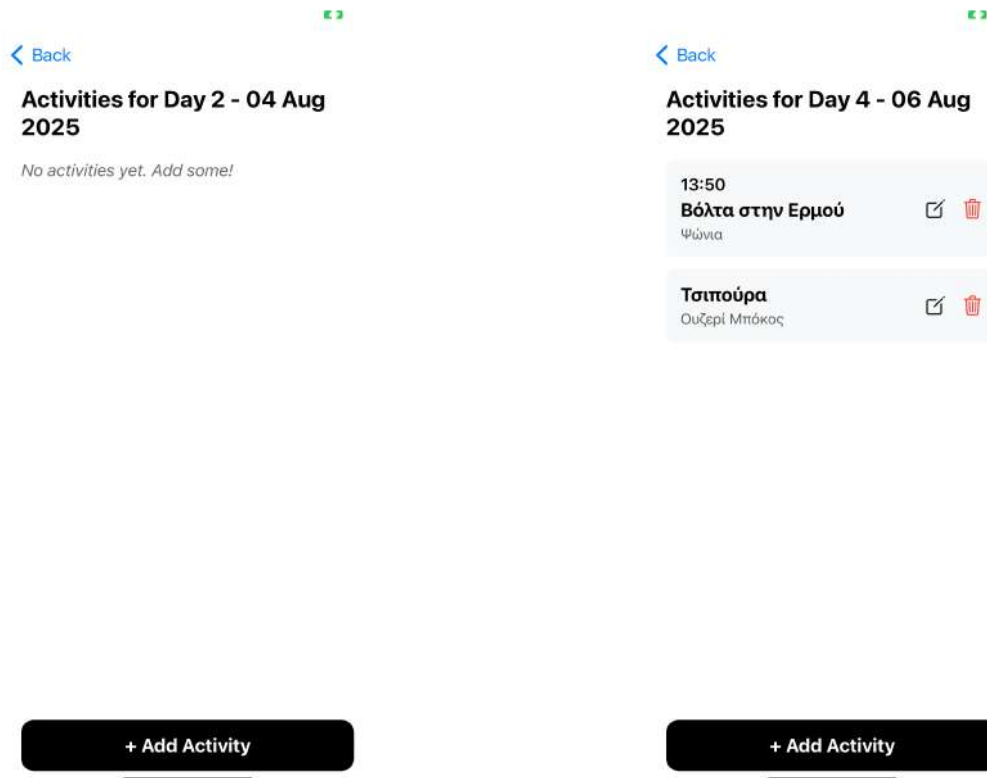 Back
Activities for Day 2 - 04 Aug
2025
No activities yet. Add some!
+ Add Activity
Back
Activities for Day 4 - 06 Aug
2025
13:50
Βόλτα στην Ερμού
Ψώνια
Τσιπούρα
Ουζερί Μπόκος
+ Add Activity